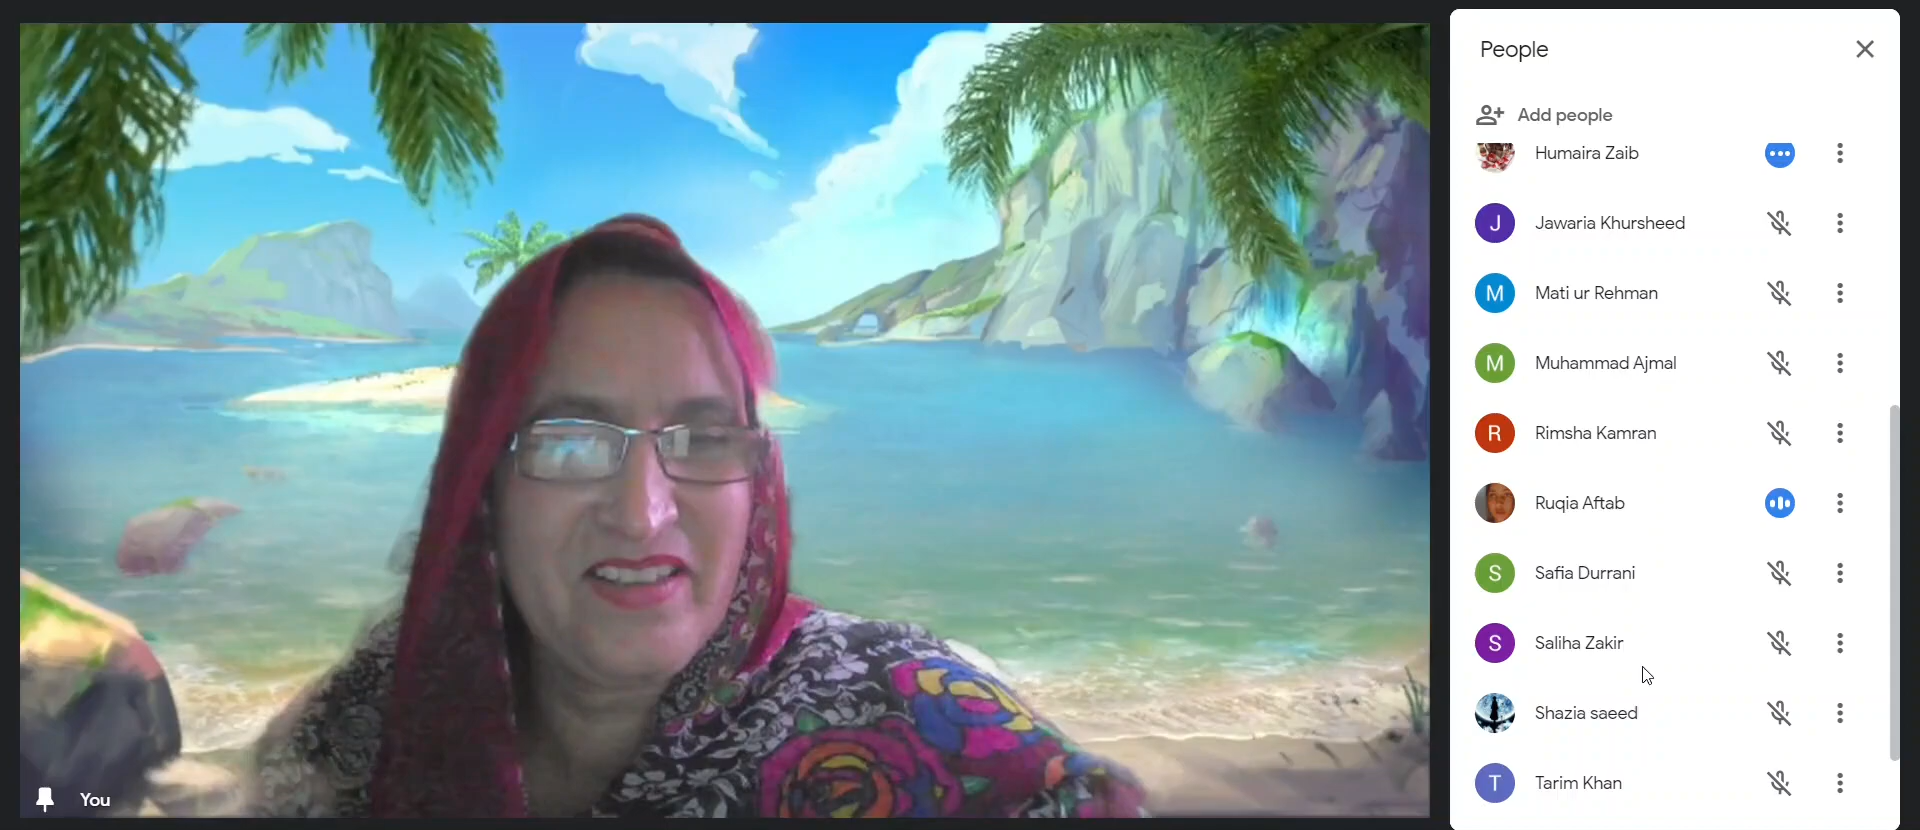 People
Add people
Humaira Zaib
J Jawaria Khursheed
M Mati ur Rehman
M Muhammad Ajmal
R Rimsha Kamran
Ruqia Aftab
S Safia Durrani
S Saliha Zakir
Shazia saeed
T Tarim Khan
You